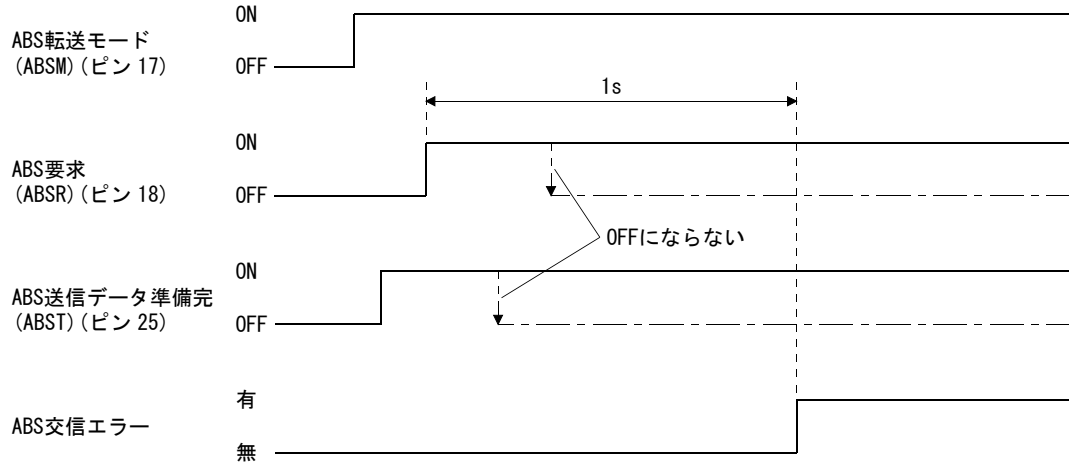 ON
ABS転送モード
(ABSM)(ピン 17)
OFF
1s
ON
ABS要求
(ABSR)(ピン 18)
OFF
OFFにならない
ON
ABS送信データ準備完
(ABST)(ピン 25)
OFF
有
ABS交信エラー
無